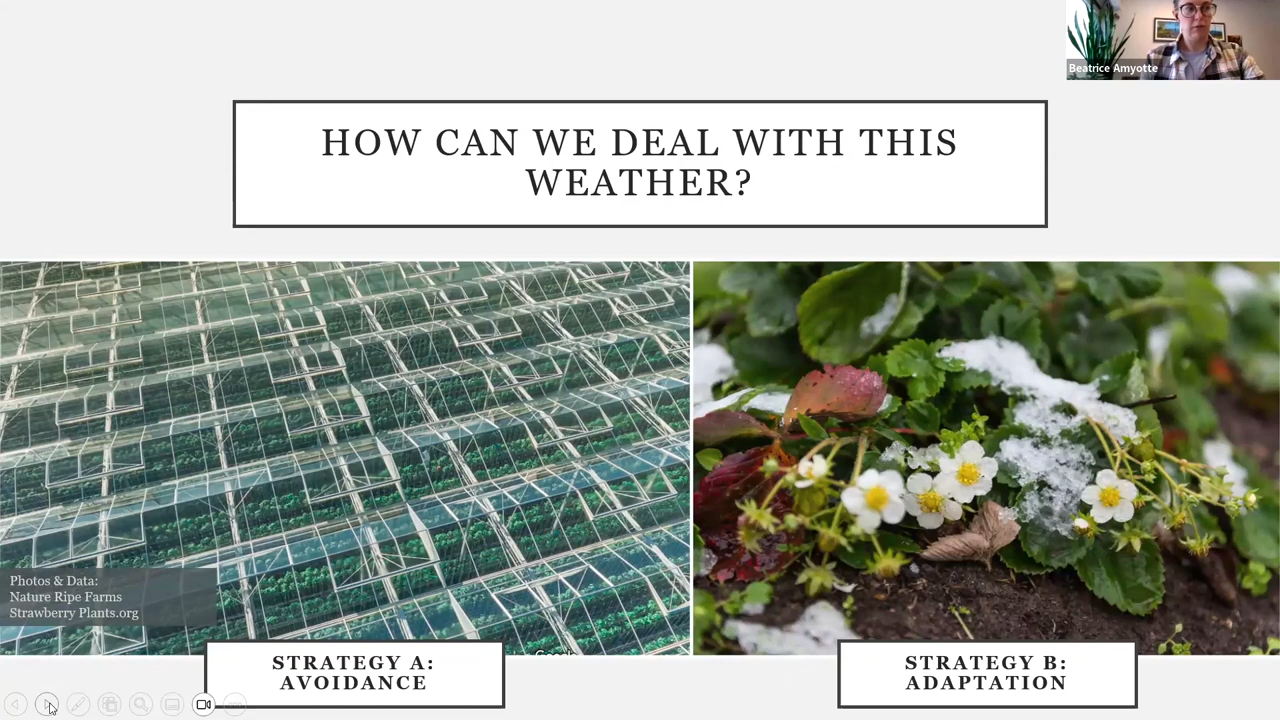 Beatrice Amyotte
HOW CAN WE DEAL WITH THIS
WEATHER?
Photos & Data:
Nature Ripe Farms
Strawberry Plants.org
STRATEGY A:
AVOIDANCE
STRATEGY B:
ADAPTATION